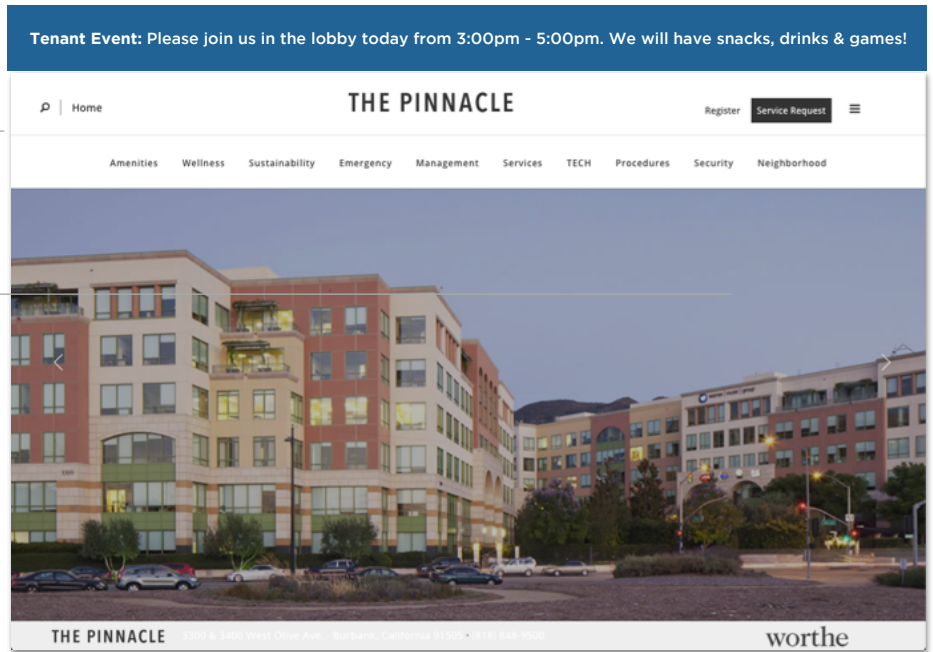 Tenant Event: Please join us in the lobby today from 3:00pm - 5:00pm. We will have snacks, drinks & games!
Home
THE PINNACLE
Register
Service Request
Amenities Wellness Sustainability Emergency Management Services TECH Procedures Security Neighborhood
THE PINNACLE 3300 & 3400 West Olive Ave. Burbank, California 91505 • (818) 848-9500 worthe